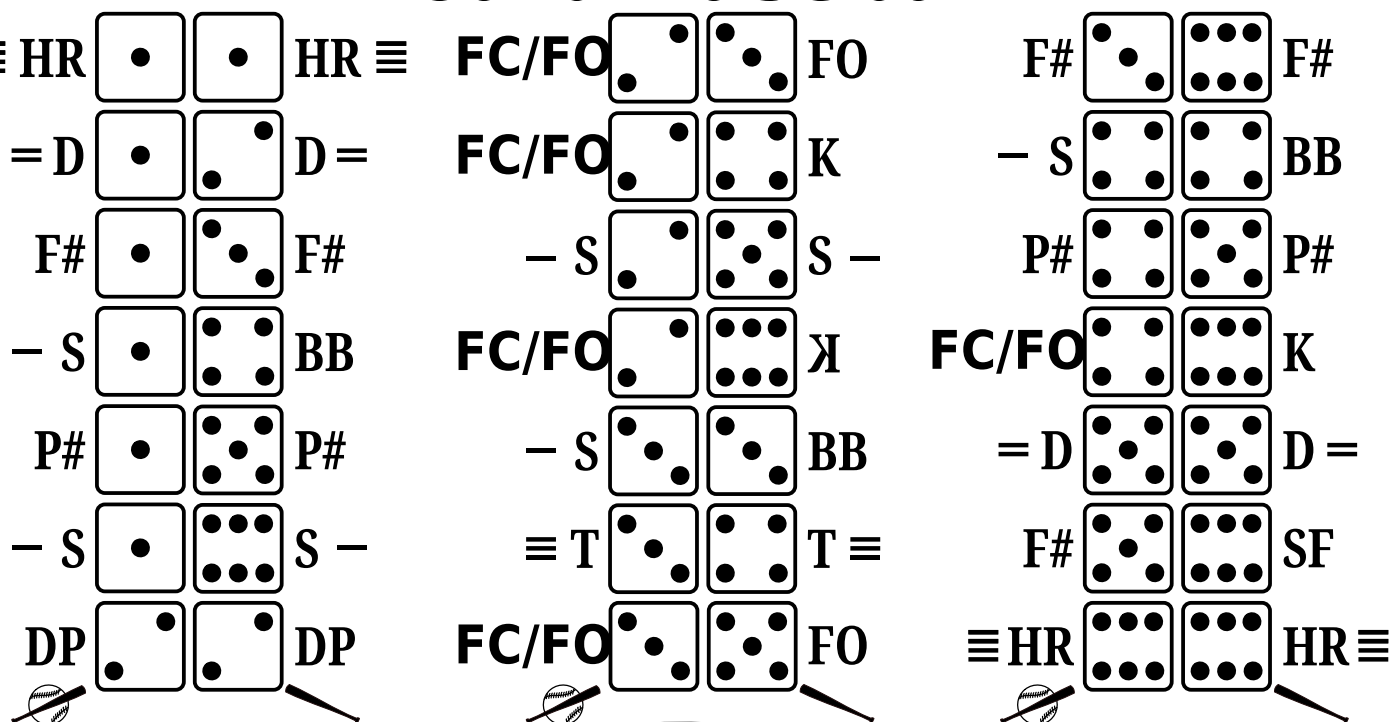 HR HR ≣
= D D =
F# F#
– S BB
P# P#
– S S –
DP DP
FC/FO FO
FC/FO K
– S S –
FC/FO ꓘ
– S BB
≡ T T ≡
FC/FO FO
F# F#
– S BB
P# P#
FC/FO K
= D D =
F# SF
≣ HR HR ≣